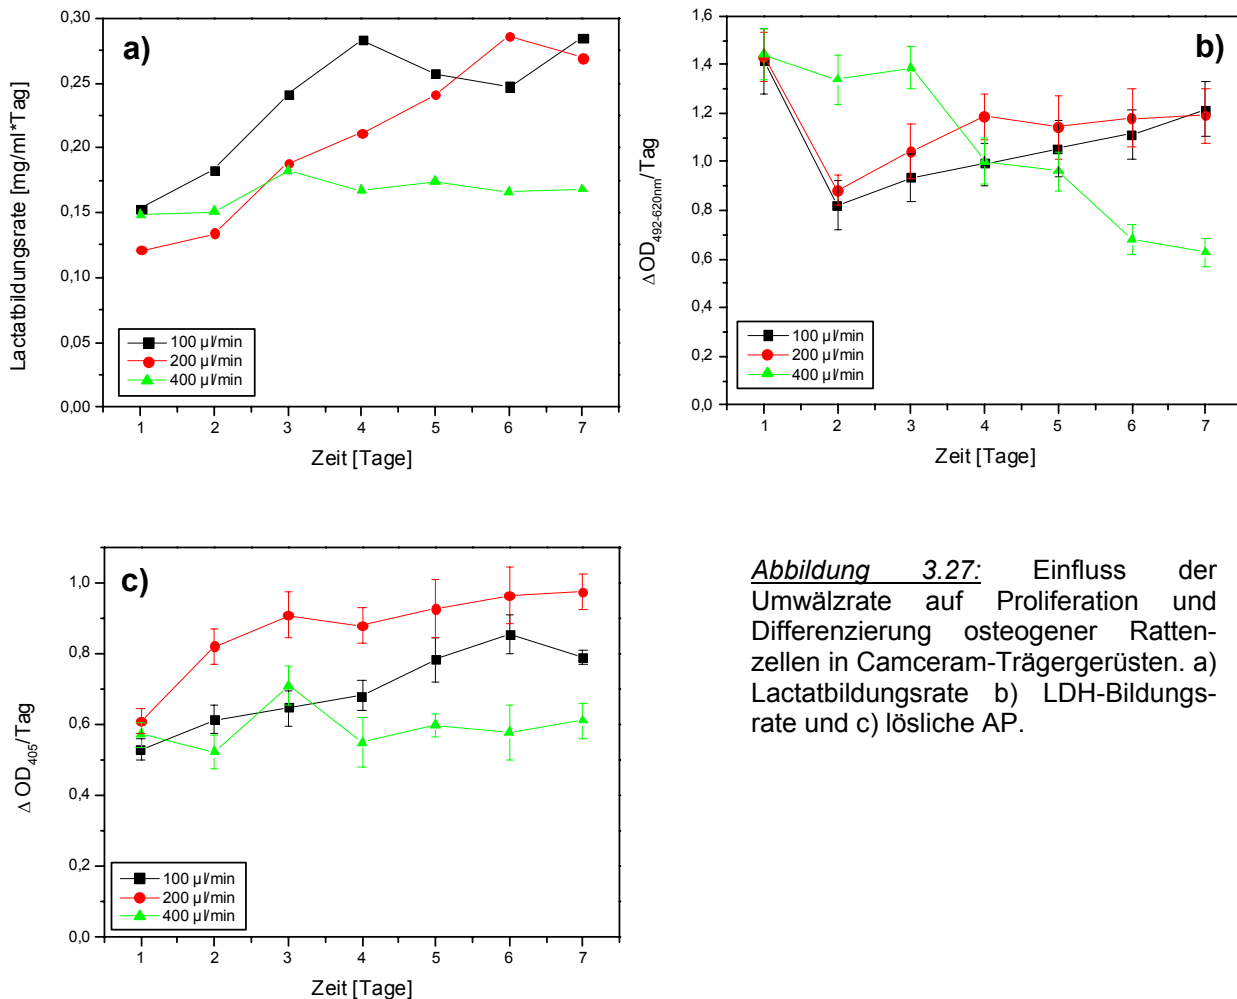 a)
0,30
0,25
0,20
0,15
0,10
0,05
0,00
Lactatbildungsrate [mg/ml*Tag]
100 µl/min
200 µl/min
400 µl/min
1 2 3 4 5 6 7
Zeit [Tage]
b)
1,6
1,4
1,2
1,0
0,8
0,6
0,4
0,2
0,0
Δ OD492-620nm/Tag
100 µl/min
200 µl/min
400 µl/min
1 2 3 4 5 6 7
Zeit [Tage]
c)
1,0
0,8
0,6
0,4
0,2
0,0
Δ OD405/Tag
100 µl/min
200 µl/min
400 µl/min
1 2 3 4 5 6 7
Zeit [Tage]
Abbildung 3.27: Einfluss der
Umwälzrate auf Proliferation und
Differenzierung osteogener Ratten-
zellen in Camceram-Trägergerüsten. a)
Lactatbildungsrate b) LDH-Bildungs-
rate und c) lösliche AP.